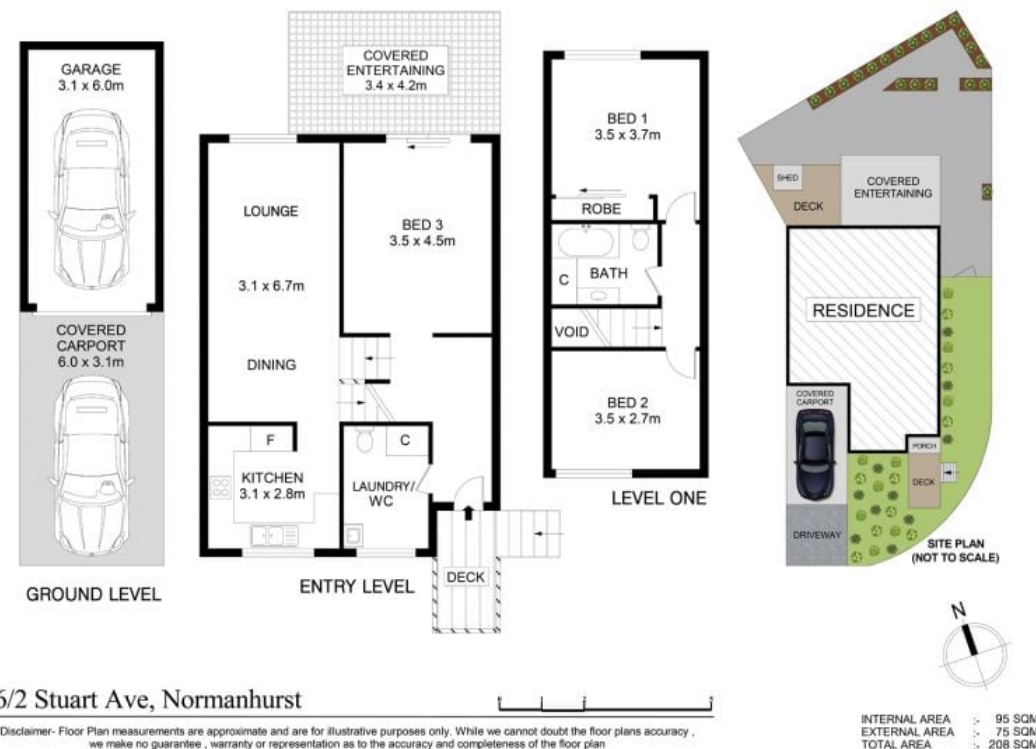 GARAGE
3.1 x 6.0m
COVERED
CARPORT
6.0 x 3.1m
GROUND LEVEL
COVERED
ENTERTAINING
3.4 x 4.2m
LOUNGE
3.1 x 6.7m
DINING
BED 3
3.5 x 4.5m
F
KITCHEN
3.1 x 2.8m
C
LAUNDRY/
WC
DECK
ENTRY LEVEL
BED 1
3.5 x 3.7m
ROBE
C
BATH
VOID
BED 2
3.5 x 2.7m
LEVEL ONE
SHED
DECK
COVERED
ENTERTAINING
RESIDENCE
COVERED
CARPORT
PORCH
DECK
DRIVEWAY
SITE PLAN
(NOT TO SCALE)
N
6/2 Stuart Ave, Normanhurst
Disclaimer- Floor Plan measurements are approximate and are for illustrative purposes only. While we cannot doubt the floor plans accuracy ,
we make no guarantee , warranty or representation as to the accuracy and completeness of the floor plan
INTERNAL AREA :- 95 SQM
EXTERNAL AREA :- 75 SQM
TOTAL AREA :- 208 SQM